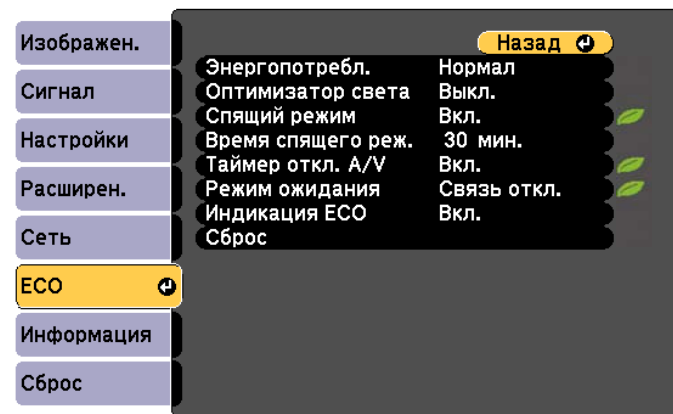 Изображен.
Сигнал
Настройки
Расширен.
Сеть
ECO
Информация
Сброс
Назад
Энергопотребл. Нормал
Оптимизатор света Выкл.
Спящий режим Вкл.
Время спящего реж. 30 мин.
Таймер откл. A/V Вкл.
Режим ожидания Связь откл.
Индикация ECO Вкл.
Сброс